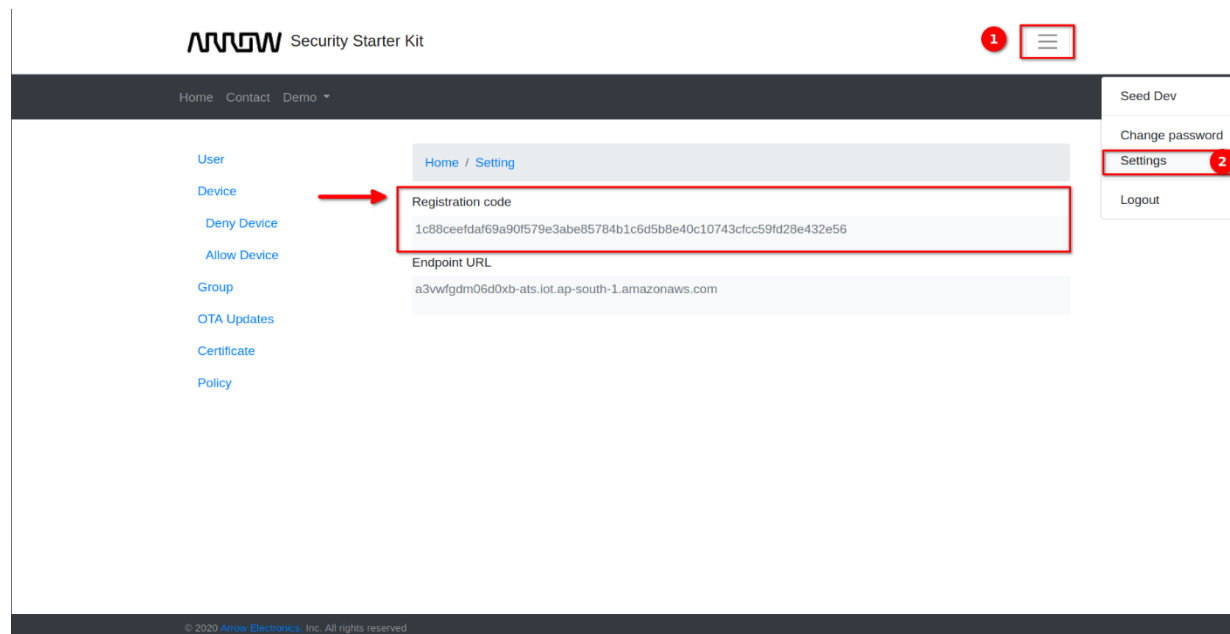 ARROW Security Starter Kit
1
Home Contact Demo
Seed Dev
Change password
Settings 2
Logout
User
Device
Deny Device
Allow Device
Group
OTA Updates
Certificate
Policy
Home / Setting
Registration code
1c88ceefdaf69a90f579e3abe85784b1c6d5b8e40c10743cfcc59fd28e432e56
Endpoint URL
a3vwfgdm06d0xb-ats.iot.ap-south-1.amazonaws.com
© 2020 Arrow Electronics, Inc. All rights reserved